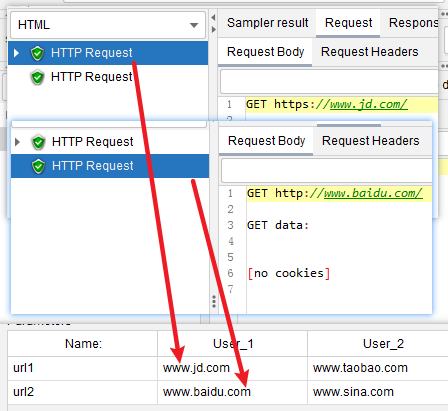 HTML
Sampler result Request Respons
Request Body Request Headers
HTTP Request
HTTP Request
1 GET https://www.jd.com/
HTTP Request
HTTP Request
Request Body Request Headers
1 GET http://www.baidu.com/
2
3 GET data:
4
5
6 [no cookies]
7
Name: User_1 User_2
url1 www.jd.com www.taobao.com
url2 www.baidu.com www.sina.com